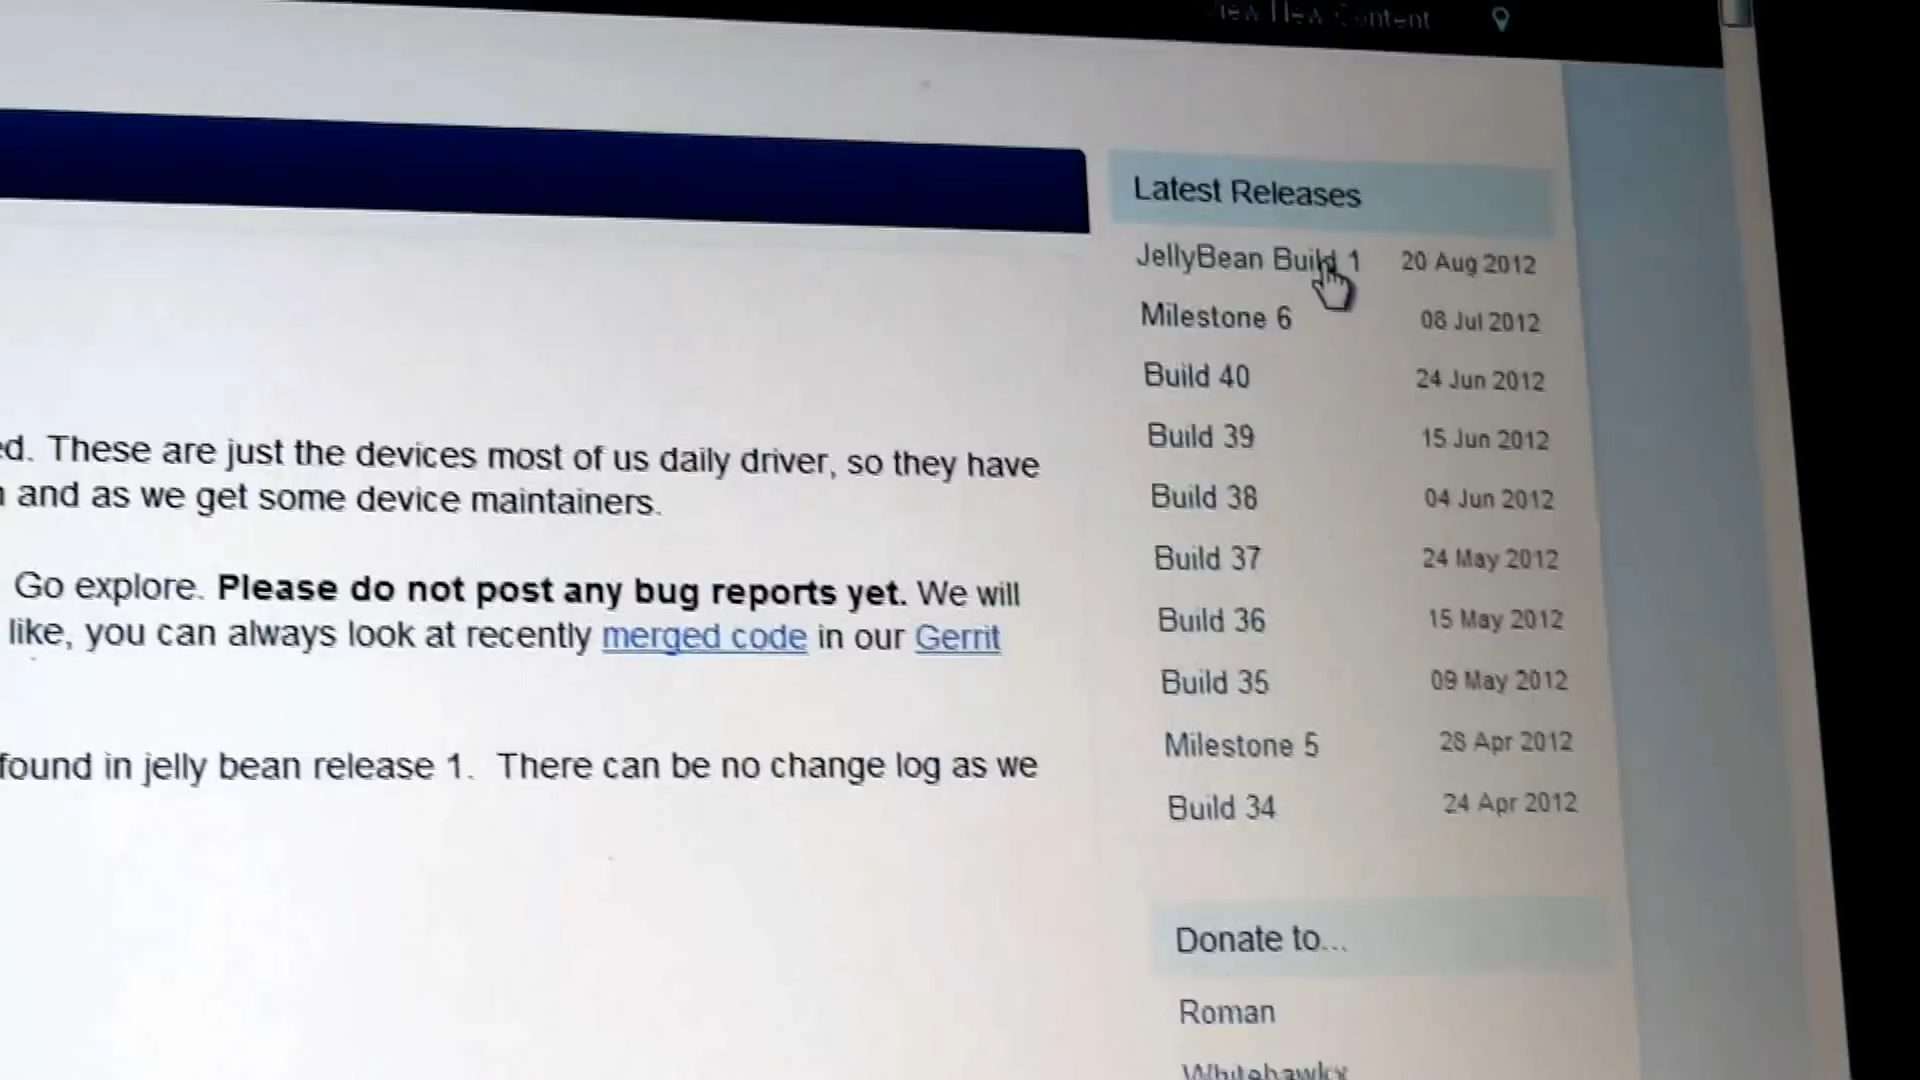 View New Content
Latest Releases
JellyBean Build 1 20 Aug 2012
Milestone 6 08 Jul 2012
Build 40 24 Jun 2012
Build 39 15 Jun 2012
Build 38 04 Jun 2012
Build 37 24 May 2012
Build 36 15 May 2012
Build 35 09 May 2012
Milestone 5 28 Apr 2012
Build 34 24 Apr 2012
Donate to...
Roman
These are just the devices most of us daily driver, so they have
and as we get some device maintainers.
Go explore. Please do not post any bug reports yet. We will
like, you can always look at recently merged code in our Gerrit
found in jelly bean release 1. There can be no change log as we